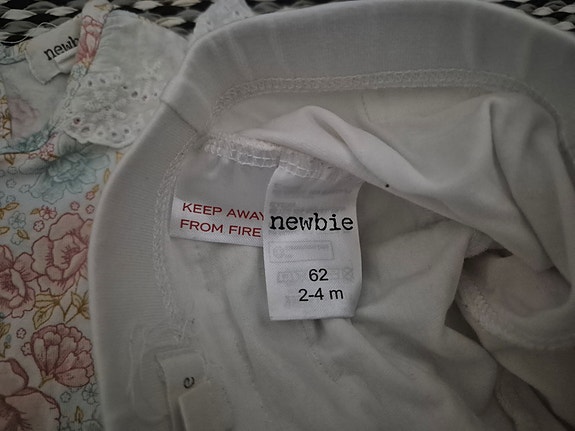 newbie
KEEP AWAY
FROM FIRE
newbie
62
2-4 m